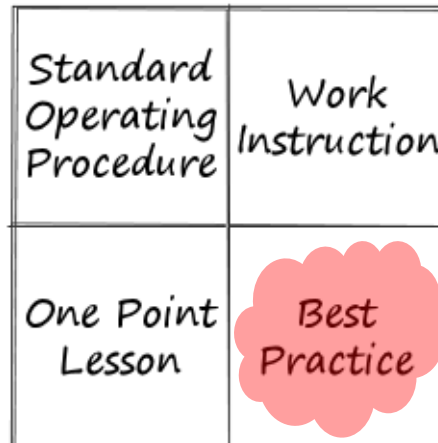 Standard
Operating
Procedure
Work
Instruction
One Point
Lesson
Best
Practice